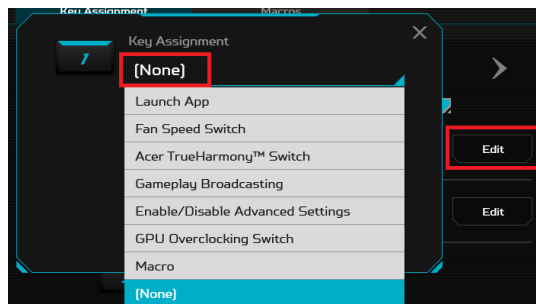 Key Assignment
Macros
Key Assignment
X
1
(None)
Launch App
Fan Speed Switch
Edit
Acer TrueHarmony™ Switch
Gameplay Broadcasting
Enable/Disable Advanced Settings
Edit
GPU Overclocking Switch
Macro
(None)